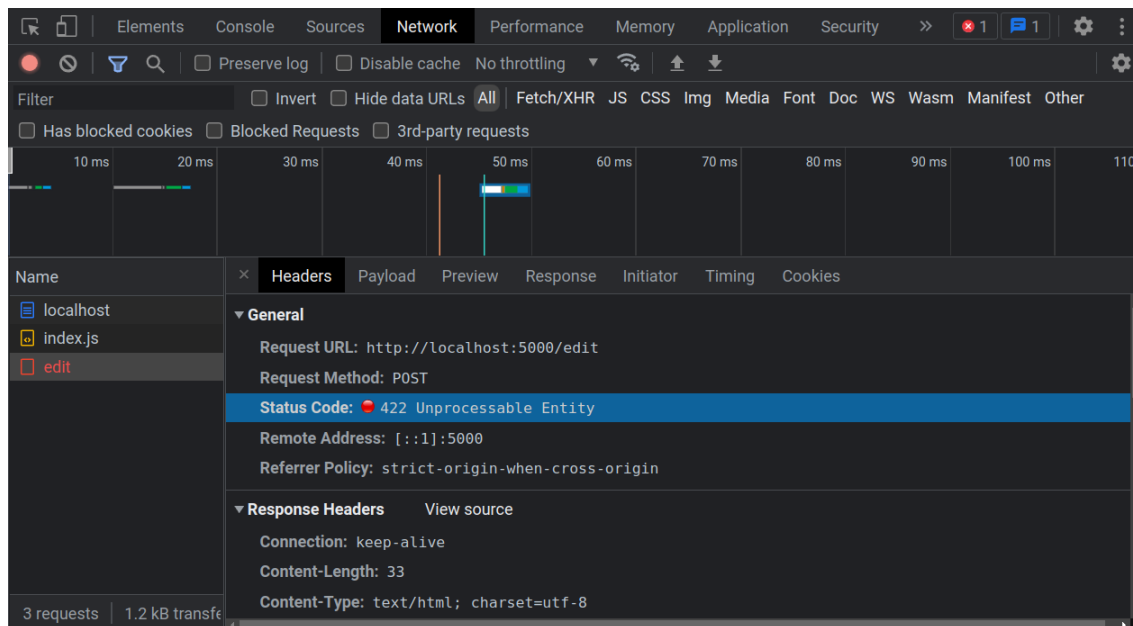 Elements Console Sources Network Performance Memory Application Security » 1 1
Preserve log Disable cache No throttling
Filter Invert Hide data URLs All Fetch/XHR JS CSS Img Media Font Doc WS Wasm Manifest Other
Has blocked cookies Blocked Requests 3rd-party requests
10 ms 20 ms 30 ms 40 ms 50 ms 60 ms 70 ms 80 ms 90 ms 100 ms 110
Name
× Headers Payload Preview Response Initiator Timing Cookies
localhost
index.js
edit
General
Request URL: http://localhost:5000/edit
Request Method: POST
Status Code: 422 Unprocessable Entity
Remote Address: [::1]:5000
Referrer Policy: strict-origin-when-cross-origin
Response Headers View source
Connection: keep-alive
Content-Length: 33
Content-Type: text/html; charset=utf-8
3 requests 1.2 kB transfe